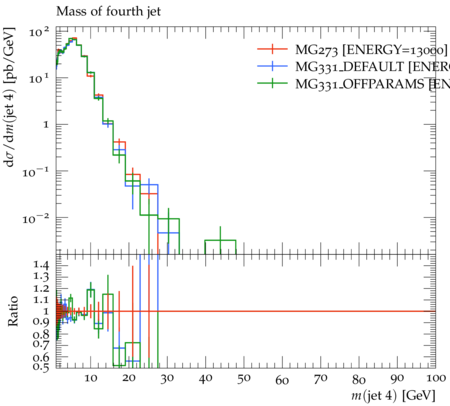 Mass of fourth jet
dσ/dm(jet 4) [pb/GeV]
10²
10¹
1
10⁻¹
10⁻²
MG273 [ENERGY=13000]
MG331_DEFAULT [ENERG
MG331_OFFPARAMS [EN
Ratio
1.4
1.3
1.2
1.1
1
0.9
0.8
0.7
0.6
0.5
10 20 30 40 50 60 70 80 90 100
m(jet 4) [GeV]